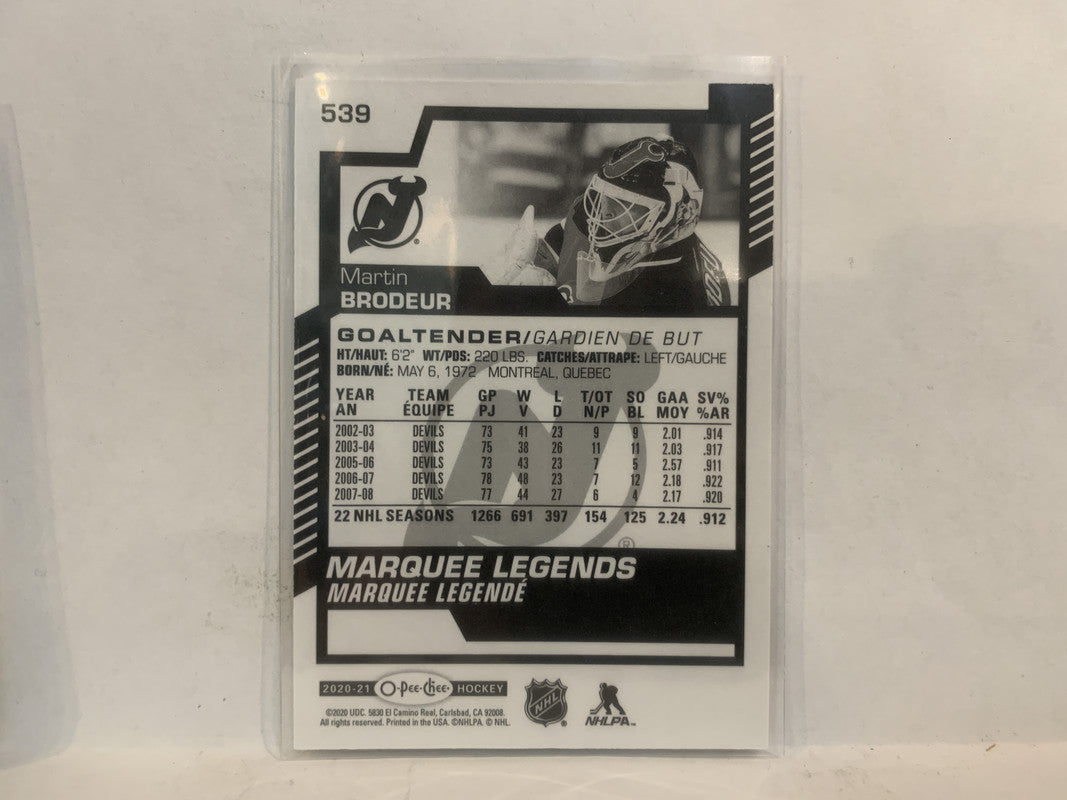 539
Martin
BRODEUR
GOALTENDER/GARDIEN DE BUT
HT/HAUT: 6'2" WT/PDS: 220 LBS. CATCHES/ATTRAPE: LEFT/GAUCHE
BORN/NÉ: MAY 6, 1972 MONTREAL, QUEBEC
YEAR TEAM GP W L T/OT SO GAA SV%
AN ÉQUIPE PJ V D N/P BL MOY %AR
2002-03 DEVILS 73 41 23 9 9 2.01 .914
2003-04 DEVILS 75 38 26 11 11 2.03 .917
2005-06 DEVILS 73 43 23 7 5 2.57 .911
2006-07 DEVILS 78 48 23 7 12 2.18 .922
2007-08 DEVILS 77 44 27 6 4 2.17 .920
22 NHL SEASONS 1266 691 397 154 125 2.24 .912
®
MARQUEE LEGENDS
MARQUEE LEGENDÉ
2020-21 O-Pee-Chee HOCKEY
©2020 UDC. 5830 El Camino Real, Carlsbad, CA 92008.
All rights reserved. Printed in the USA. ©NHLPA. © NHL.
NHL
NHLPA